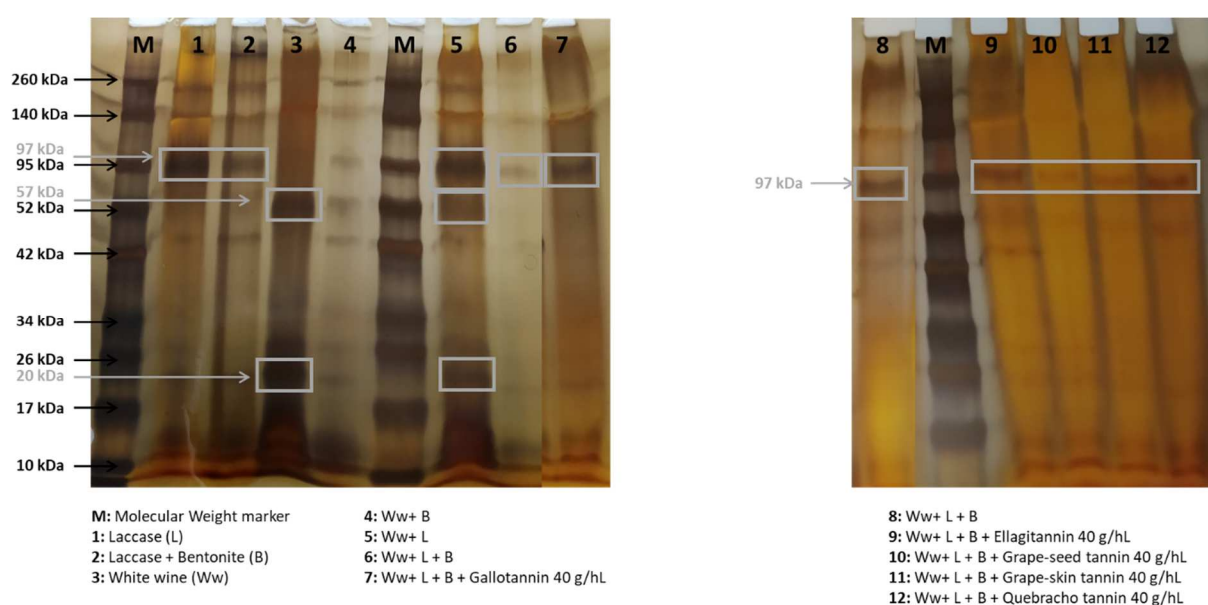 M 1 2 3 4 M 5 6 7
8 M 9 10 11 12
260 kDa
140 kDa
97 kDa
95 kDa
57 kDa
52 kDa
42 kDa
34 kDa
26 kDa
20 kDa
17 kDa
10 kDa
97 kDa
M: Molecular Weight marker
1: Laccase (L)
2: Laccase + Bentonite (B)
3: White wine (Ww)
4: Ww+ B
5: Ww+ L
6: Ww+ L + B
7: Ww+ L + B + Gallotannin 40 g/hL
8: Ww+ L + B
9: Ww+ L + B + Ellagitannin 40 g/hL
10: Ww+ L + B + Grape-seed tannin 40 g/hL
11: Ww+ L + B + Grape-skin tannin 40 g/hL
12: Ww+ L + B + Quebracho tannin 40 g/hL